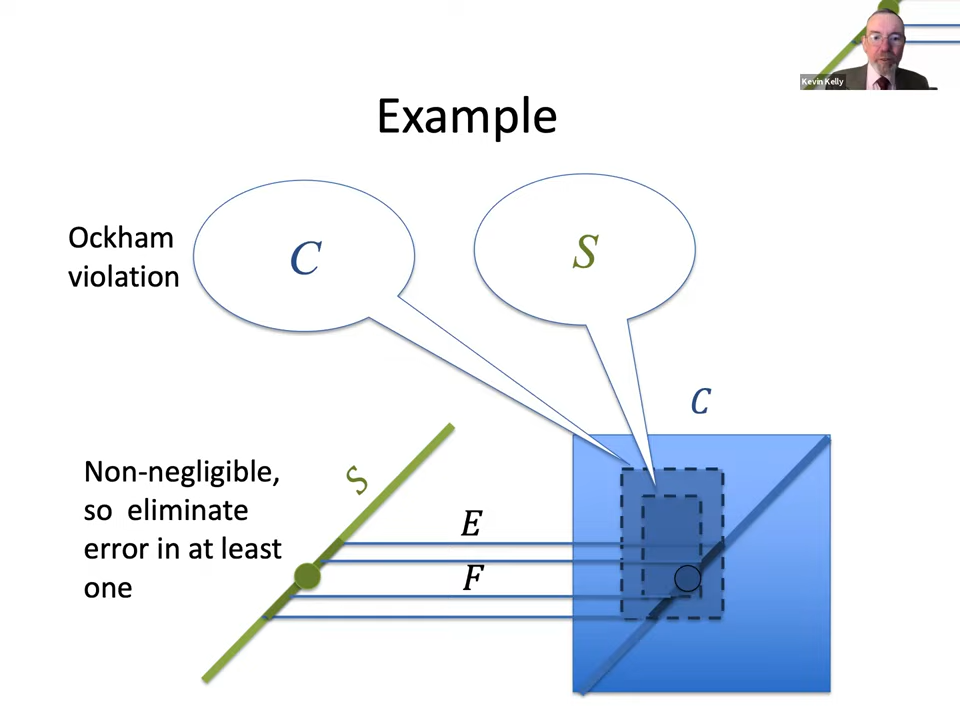 Kevin Kelly
Example
Ockham
violation
C
S
C
Non-negligible,
so eliminate
error in at least
one
S
E
F